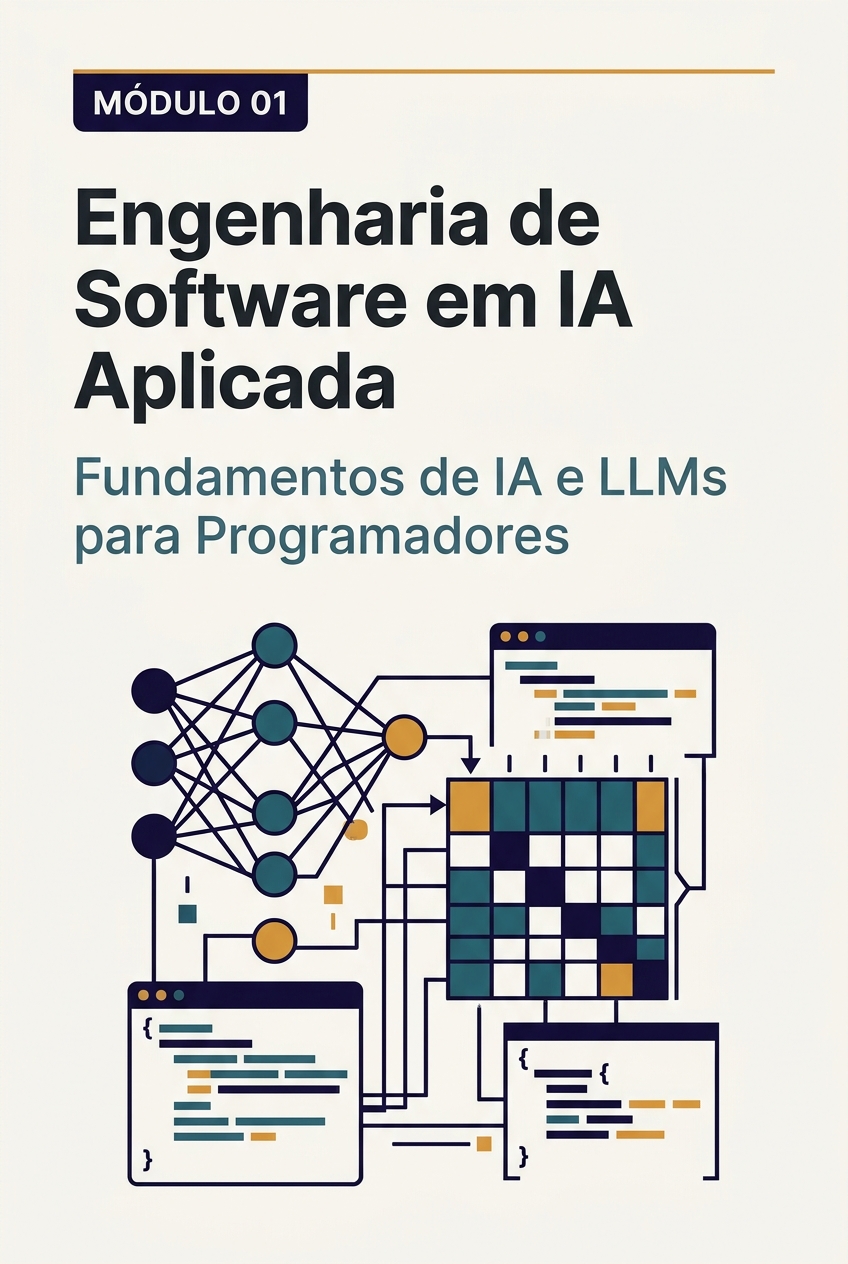 MÓDULO 01
Engenharia de
Software em IA
Aplicada
Fundamentos de IA e LLMs
para Programadores
{
}
{
{
}